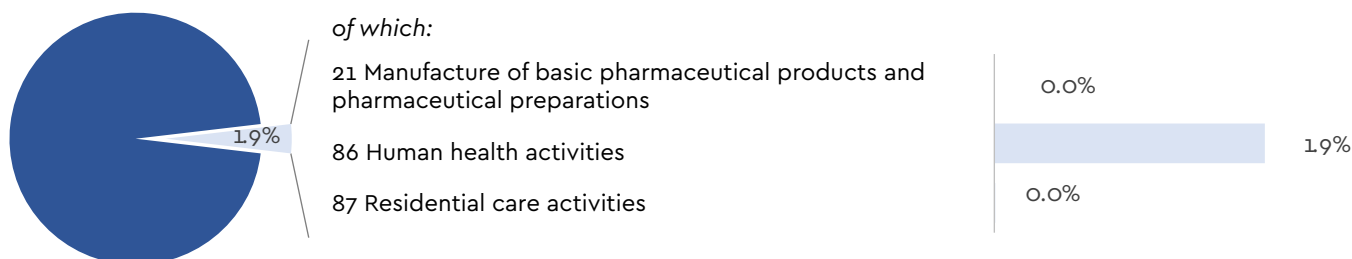 of which:
21 Manufacture of basic pharmaceutical products and
pharmaceutical preparations
0.0%
1.9%
86 Human health activities
1.9%
87 Residential care activities
0.0%